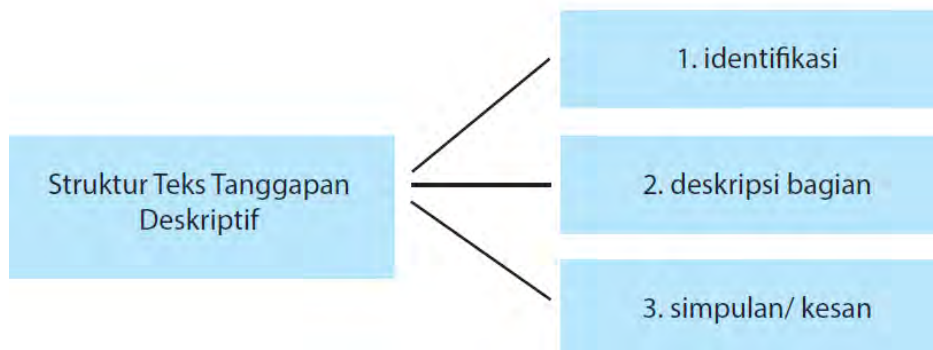 Struktur Teks Tanggapan
Deskriptif
1. identifikasi
2. deskripsi bagian
3. simpulan/ kesan